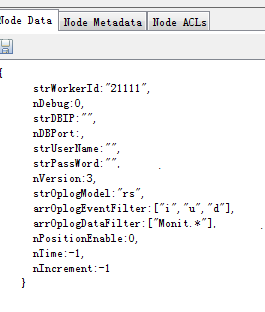 Node Data Node Metadata Node ACLs
{
strWorkerId:"21111",
nDebug:0,
strDBIP:"",
nDBPort:,
strUserName:"",
strPassWord:"",
nVersion:3,
strOplogModel:"rs",
arrOplogEventFilter:["i","u","d"],
arrOplogDataFilter:["Monit.*"],
nPositionEnable:0,
nTime:-1,
nIncrement:-1
}